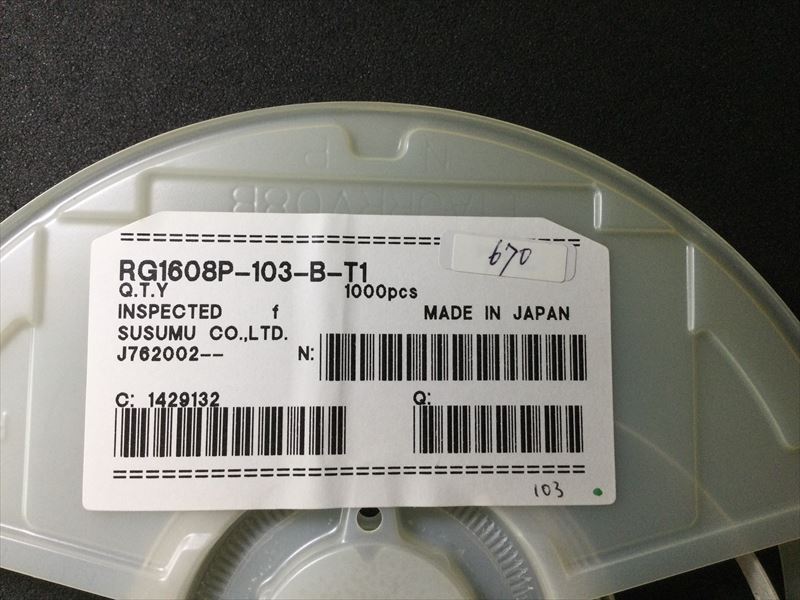 670
RG1608P-103-B-T1
Q.T.Y 1000pcs
INSPECTED f MADE IN JAPAN
SUSUMU CO.,LTD.
J762002-- N:
C: 1429132 Q:
103